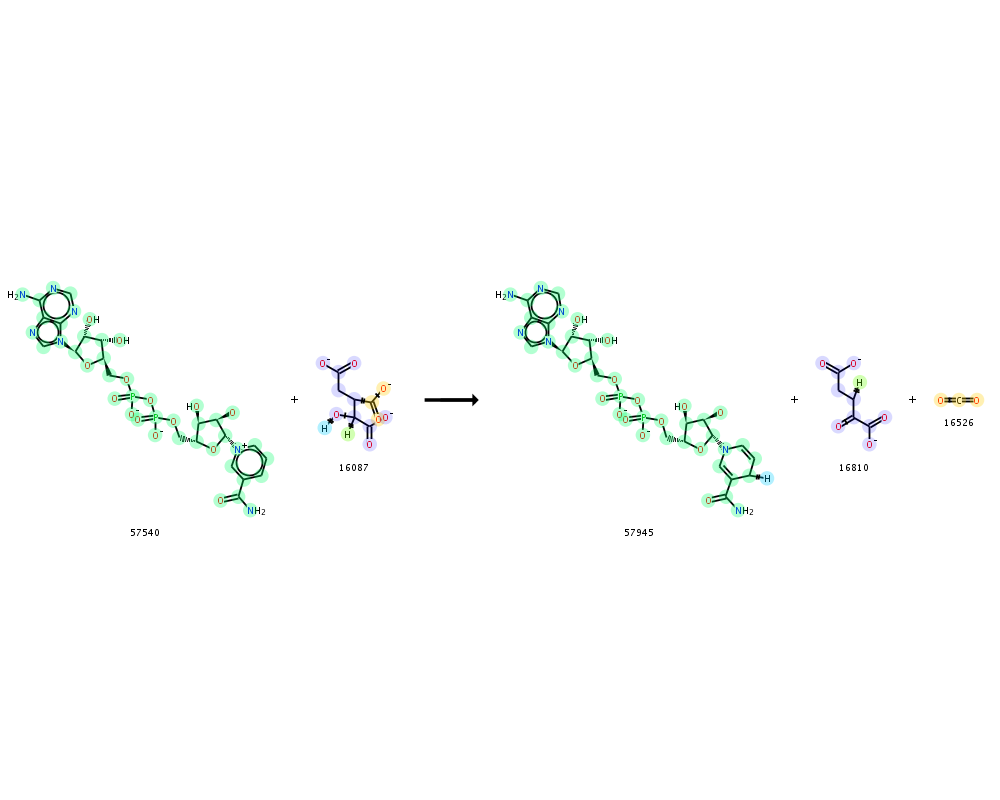 H₂N N N N N O OH OH O O P O O⁻ O P O O⁻ O HO O O N⁺ O NH₂
57540
+
O⁻ O O⁻ O O H H O⁻ O
16087
H₂N N N N N O OH OH O O P O O⁻ O P O O⁻ O HO O O N H O NH₂
57945
+
O⁻ O H O O O⁻
16810
+
O C O
16526